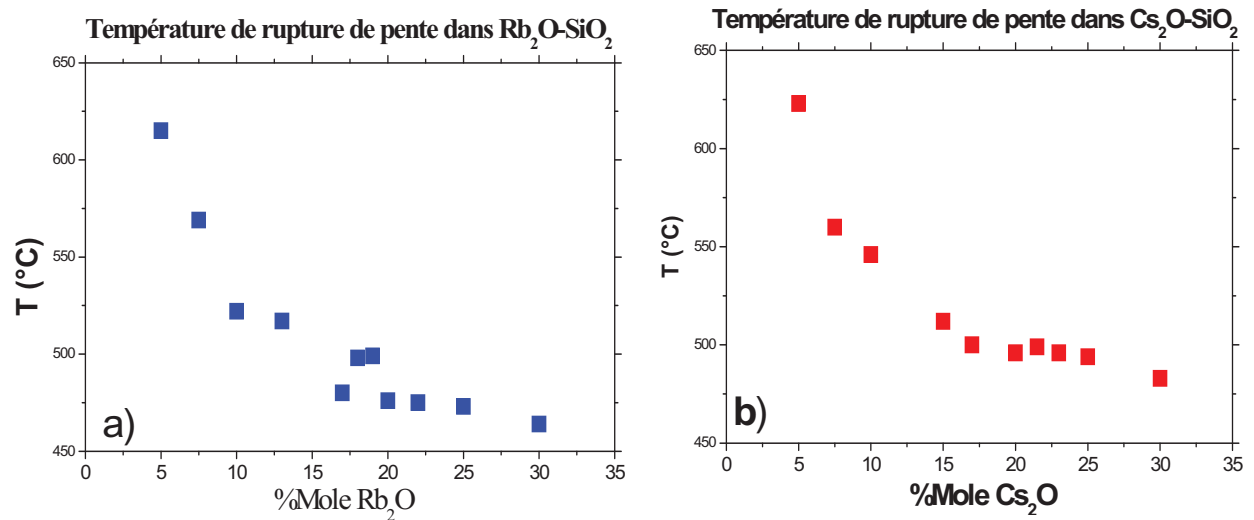 Température de rupture de pente dans Rb₂O-SiO₂
650
600
550
500
450
T (°C)
a)
0 5 10 15 20 25 30 35
%Mole Rb₂O
Température de rupture de pente dans Cs₂O-SiO₂
650
600
550
500
450
T (°C)
b)
0 5 10 15 20 25 30 35
%Mole Cs₂O